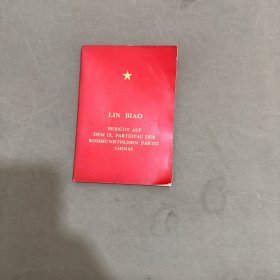 LIN BIAO
BERICHT AUF
DEM IX. PARTEITAG DER
KOMMUNISTISCHEN PARTEI
CHINAS